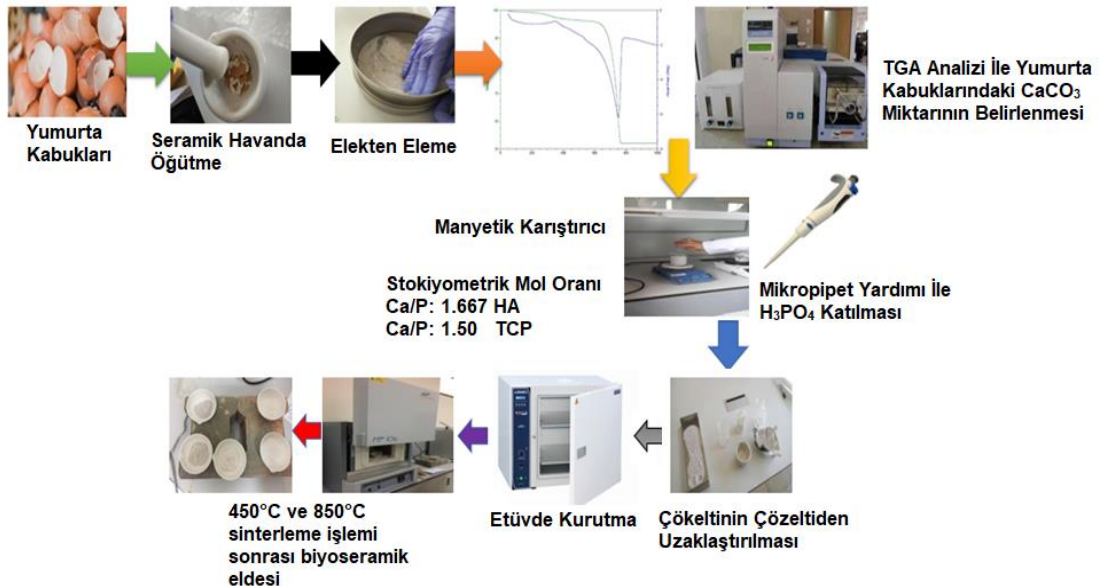 Yumurta
Kabukları
Seramik Havanda
Öğütme
Elekten Eleme
TGA Analizi İle Yumurta
Kabuklarındaki CaCO₃
Miktarının Belirlenmesi
Manyetik Karıştırıcı
Stokiyometrik Mol Oranı
Ca/P: 1.667 HA
Ca/P: 1.50 TCP
Mikropipet Yardımı İle
H₃PO₄ Katılması
450°C ve 850°C
sinterleme işlemi
sonrası biyoseramik
eldesi
Etüvde Kurutma
Çökeltinin Çözeltiden
Uzaklaştırılması